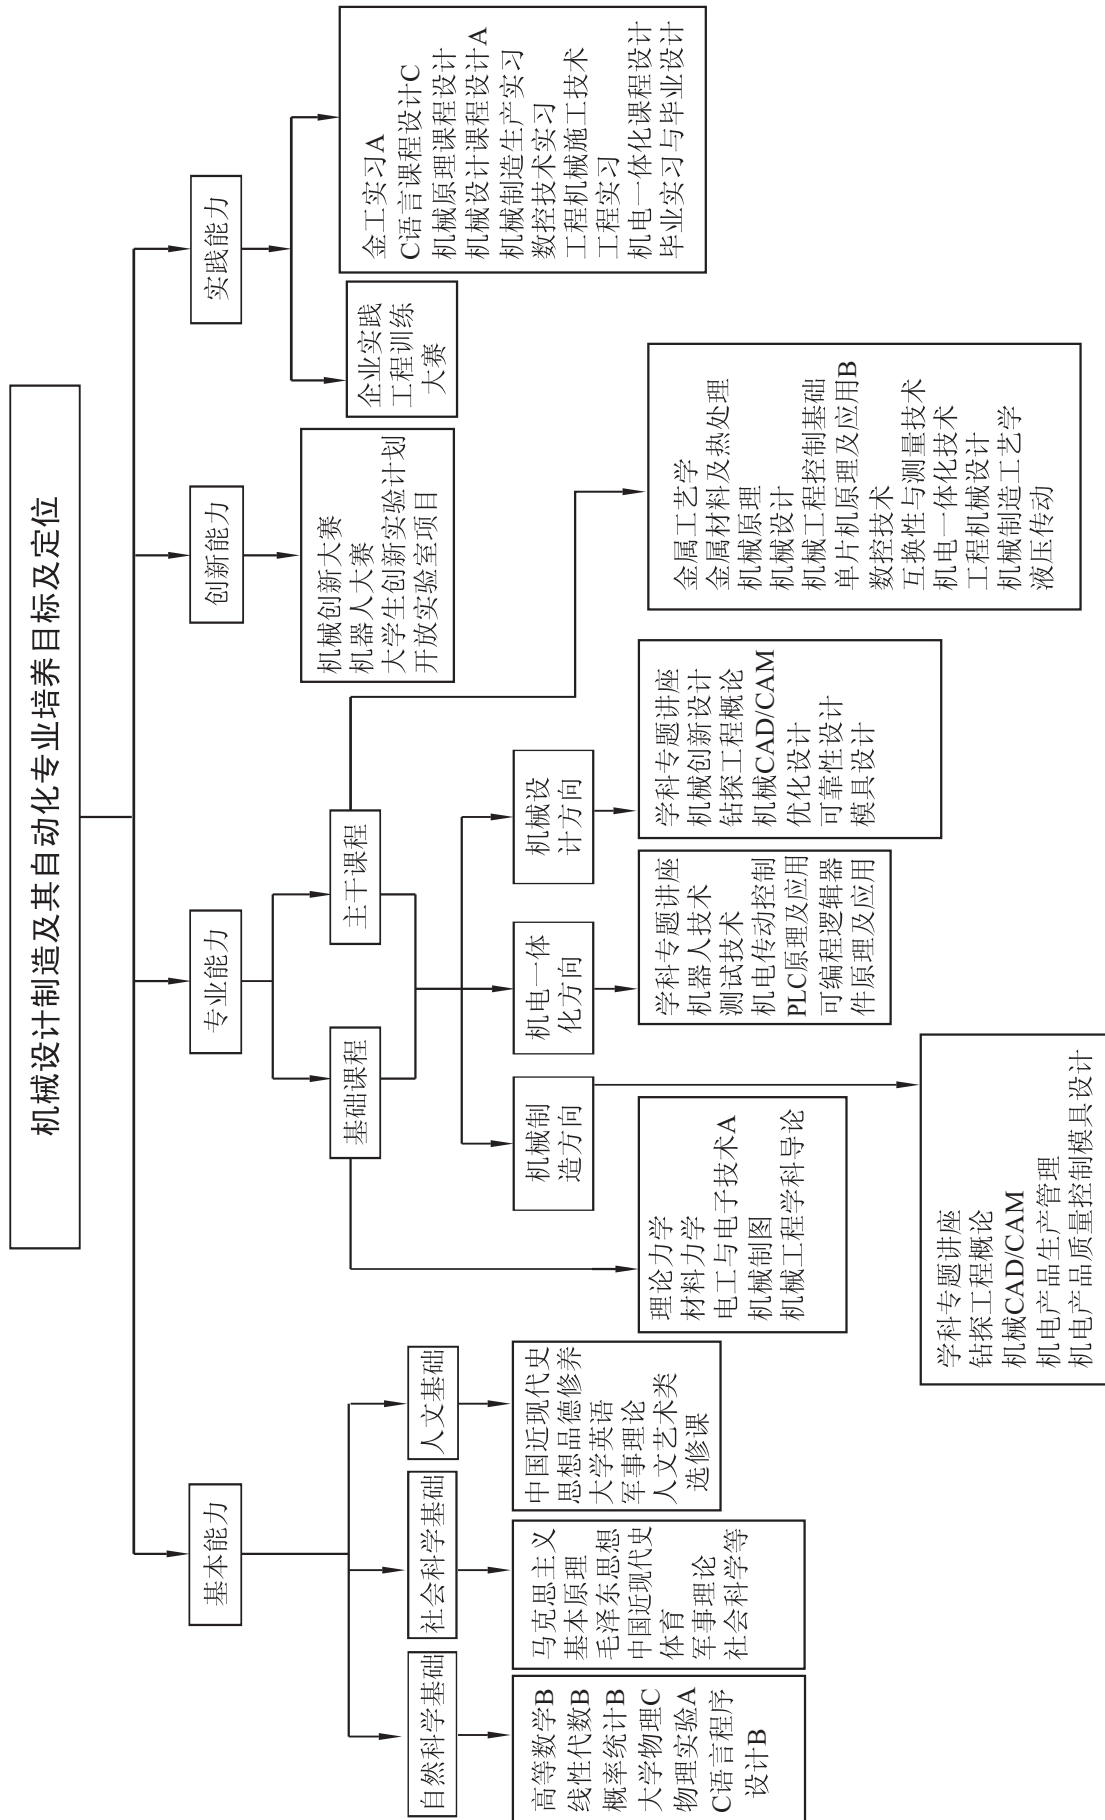 机械设计制造及其自动化专业培养目标及定位
基本能力
专业能力
创新能力
实践能力
自然科学基础
社会科学基础
人文基础
高等数学B
线性代数B
概率统计B
大学物理C
物理实验A
C语言程序
设计B
马克思主义
基本原理
毛泽东思想
中国近现代史
体育
军事理论
社会科学等
中国近现代史
思想品德修养
大学英语
军事理论
人文艺术类
选修课
基础课程
主干课程
机械制
造方向
机电一体
化方向
机械设
计方向
理论力学
材料力学
电工与电子技术A
机械制图
机械工程学科导论
学科专题讲座
钻探工程概论
机械CAD/CAM
机电产品生产管理
机电产品质量控制模具设计
学科专题讲座
机器人技术
测试技术
机电传动控制
PLC原理及应用
可编程逻辑器
件原理及应用
学科专题讲座
机械创新设计
钻探工程概论
机械CAD/CAM
优化设计
可靠性设计
模具设计
金属工艺学
金属材料及热处理
机械原理
机械设计
机械工程控制基础
单片机原理及应用B
数控技术
互换性与测量技术
机电一体化技术
工程机械设计
机械制造工艺学
液压传动
机械创新大赛
机器人大赛
大学生创新实验计划
开放实验室项目
企业实践
工程训练
大赛
金工实习A
C语言课程设计C
机械原理课程设计
机械设计课程设计A
机械制造生产实习
数控技术实习
工程机械施工技术
工程实习
机电一体化课程设计
毕业实习与毕业设计